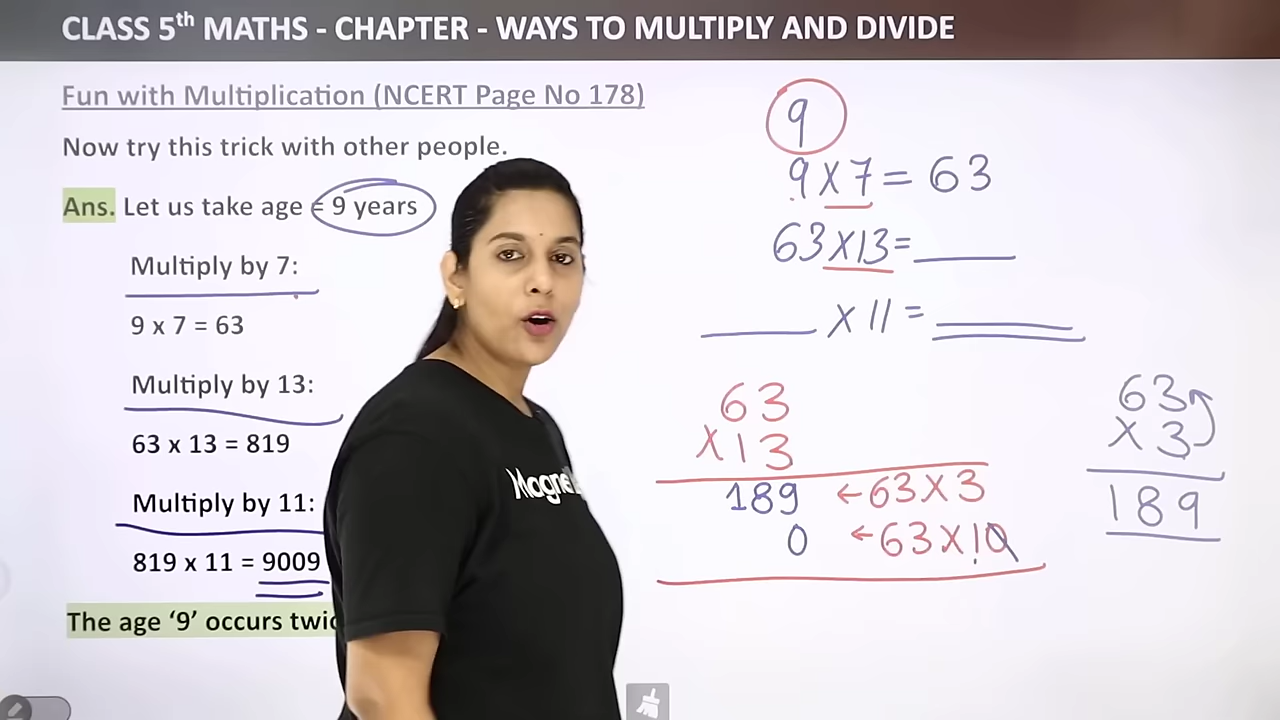 CLASS 5th MATHS - CHAPTER - WAYS TO MULTIPLY AND DIVIDE
Fun with Multiplication (NCERT Page No 178)
Now try this trick with other people.
Ans. Let us take age = 9 years
Multiply by 7:
9 x 7 = 63
Multiply by 13:
63 x 13 = 819
Multiply by 11:
819 x 11 = 9009
The age ‘9’ occurs
9
9 X 7 = 63
63 X 13 = ____
____ X 11 = ____
63
X 13
189 ← 63 X 3
0 ← 63 X 10
63
X 3
189